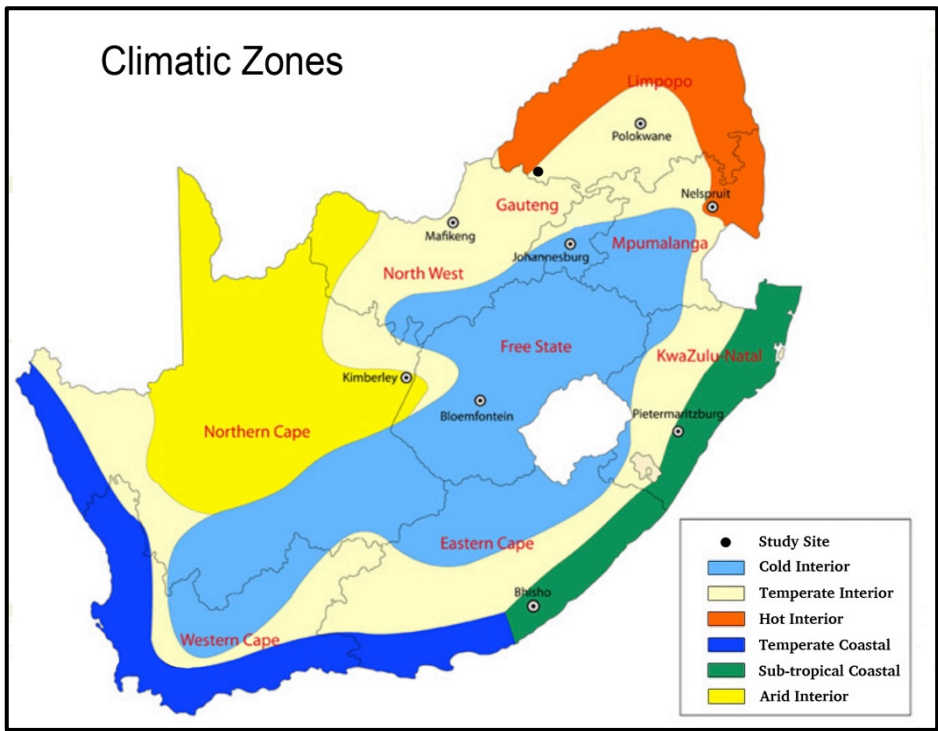 Climatic Zones
Limpopo
Polokwane
Nelspruit
Gauteng
Mafikeng
Johannesburg
Mpumalanga
North West
Free State
KwaZulu-Natal
Kimberley
Bloemfontein
Pietermaritzburg
Northern Cape
Eastern Cape
Bhisho
Western Cape
Study Site
Cold Interior
Temperate Interior
Hot Interior
Temperate Coastal
Sub-tropical Coastal
Arid Interior